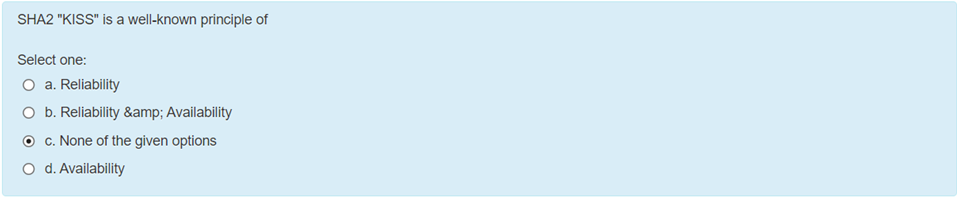 SHA2 "KISS" is a well-known principle of
Select one:
a. Reliability
b. Reliability &amp; Availability
c. None of the given options
d. Availability